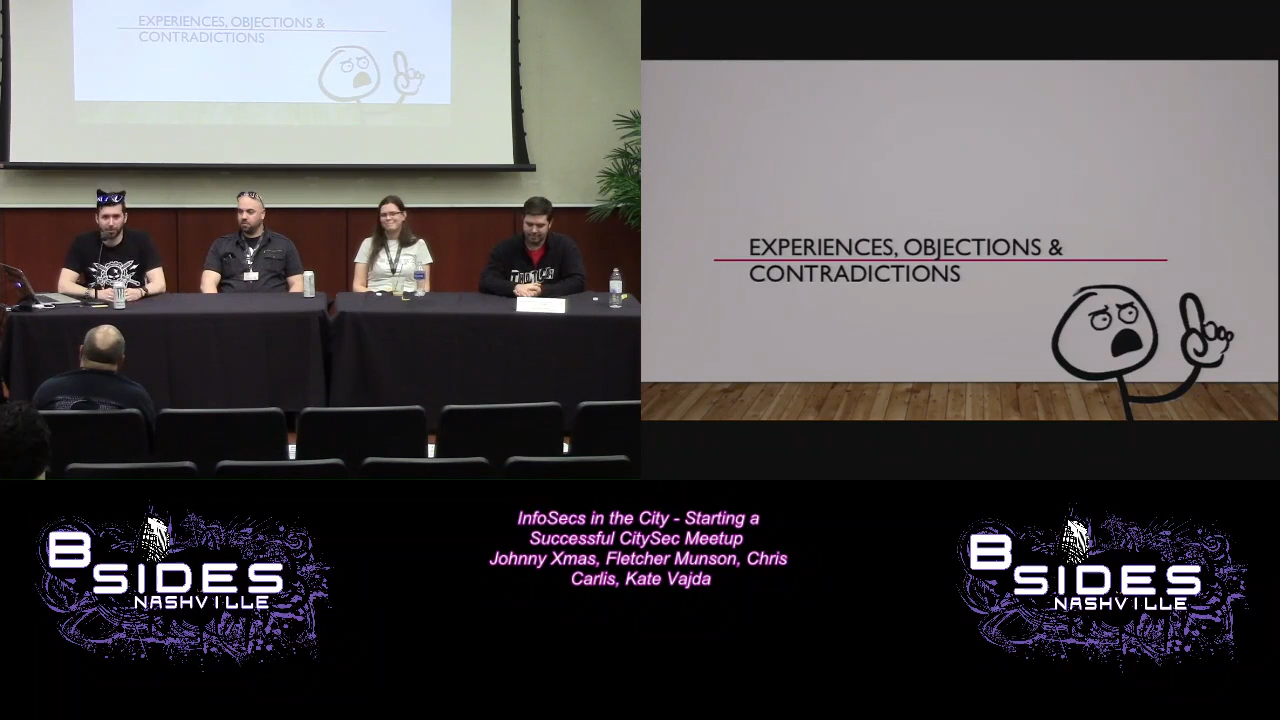 EXPERIENCES, OBJECTIONS &
CONTRADICTIONS
EXPERIENCES, OBJECTIONS &
CONTRADICTIONS
InfoSecs in the City - Starting a
Successful CitySec Meetup
Johnny Xmas, Fletcher Munson, Chris
Carlis, Kate Vajda
B
SIDES
NASHVILLE
B
SIDES
NASHVILLE